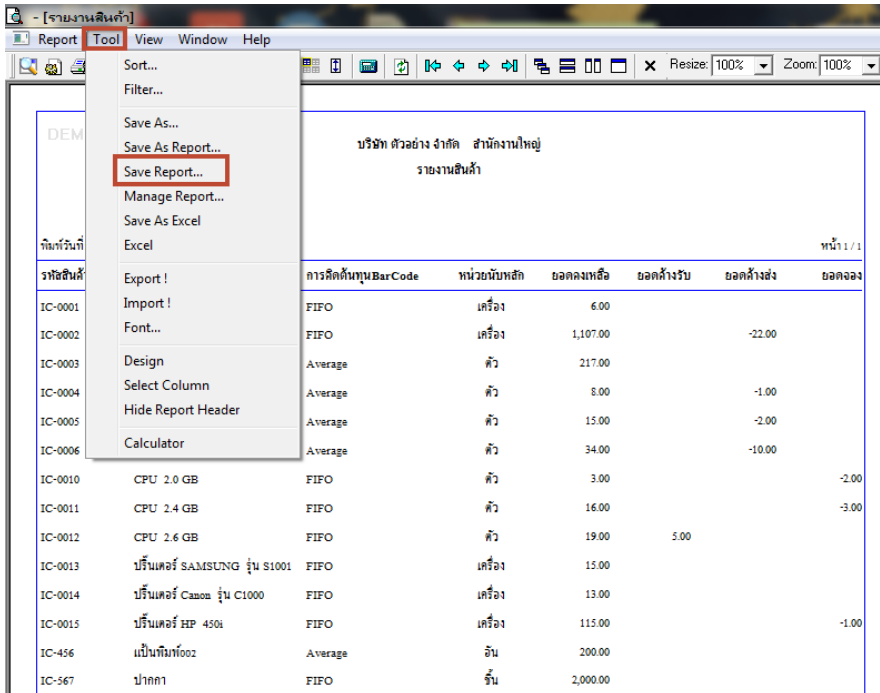 - [รายงานสินค้า]
Report Tool View Window Help
Resize: 100% Zoom: 100%
Sort...
Filter...
Save As...
Save As Report...
Save Report...
Manage Report...
Save As Excel
Excel
Export !
Import !
Font...
Design
Select Column
Hide Report Header
Calculator
DEM
บริษัท ตัวอย่าง จำกัด สำนักงานใหญ่
รายงานสินค้า
พิมพ์วันที่ หน้า 1 / 1
รหัสสินค้ การคิดต้นทุน BarCode หน่วยนับหลัก ยอดคงเหลือ ยอดค้างรับ ยอดค้างส่ง ยอดจอง
IC-0001 FIFO เครื่อง 6.00
IC-0002 FIFO เครื่อง 1,107.00 -22.00
IC-0003 Average ตัว 217.00
IC-0004 Average ตัว 8.00 -1.00
IC-0005 Average ตัว 15.00 -2.00
IC-0006 Average ตัว 34.00 -10.00
IC-0010 CPU 2.0 GB FIFO ตัว 3.00 -2.00
IC-0011 CPU 2.4 GB FIFO ตัว 16.00 -3.00
IC-0012 CPU 2.6 GB FIFO ตัว 19.00 5.00
IC-0013 ปริ๊นเตอร์ SAMSUNG รุ่น S1001 FIFO เครื่อง 15.00
IC-0014 ปริ๊นเตอร์ Canon รุ่น C1000 FIFO เครื่อง 13.00
IC-0015 ปริ๊นเตอร์ HP 450i FIFO เครื่อง 115.00 -1.00
IC-456 แป้นพิมพ์002 Average อัน 200.00
IC-567 ปากกา FIFO ชิ้น 2,000.00